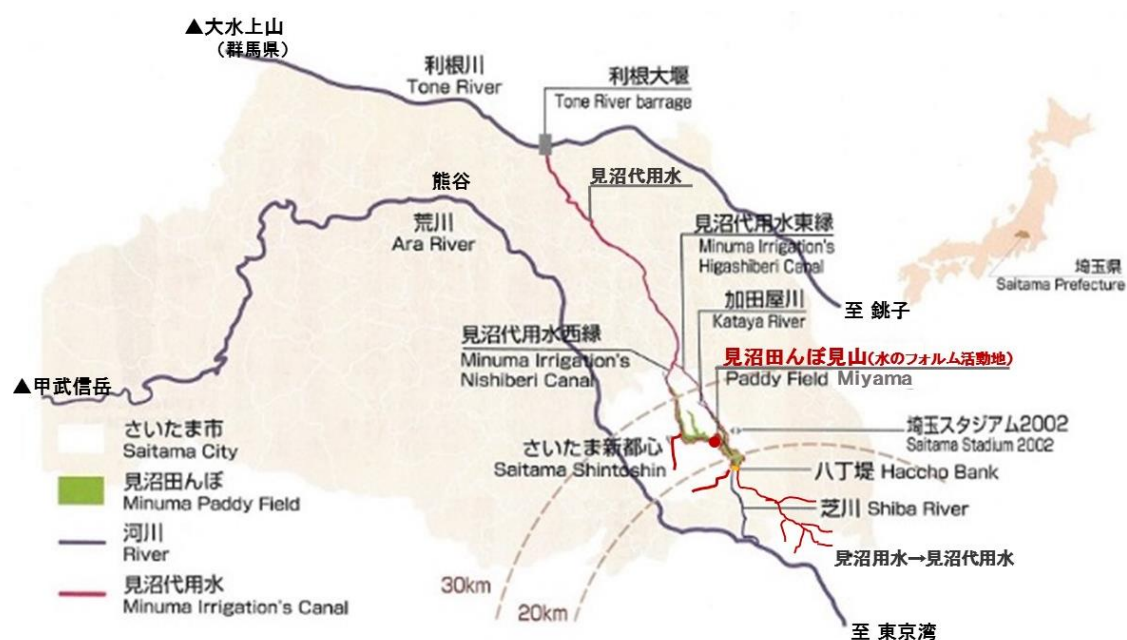 ▲大水上山
（群馬県）
利根川
Tone River
利根大堰
Tone River barrage
熊谷
荒川
Ara River
見沼代用水
見沼代用水東縁
Minuma Irrigation's
Higashiberi Canal
加田屋川
Kataya River
埼玉県
Saitama Prefecture
至 銚子
見沼代用水西縁
Minuma Irrigation's
Nishiberi Canal
見沼田んぼ見山(水のフォルム活動地)
Paddy Field Miyama
▲甲武信岳
さいたま新都心
Saitama Shintoshin
埼玉スタジアム2002
Saitama Stadium 2002
八丁堤 Haccho Bank
芝川 Shiba River
見沼用水→見沼代用水
さいたま市
Saitama City
見沼田んぼ
Minuma Paddy Field
河川
River
見沼代用水
Minuma Irrigation's Canal
30km
20km
至 東京湾